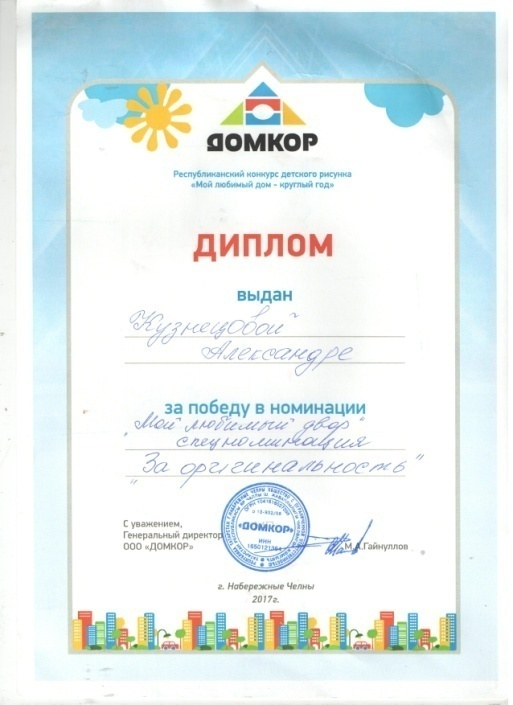 ДОМКОР
Республиканский конкурс детского рисунка
«Мой любимый дом - круглый год»
ДИПЛОМ
выдан
Кузнецовой
Александре
за победу в номинации
"Мой любимый двор"
спецноминация
"За оригинальность"
«ДОМКОР»
ИНН
С уважением,
Генеральный директор
ООО «ДОМКОР»
М.А.Гайнуллов
г. Набережные Челны
2017г.